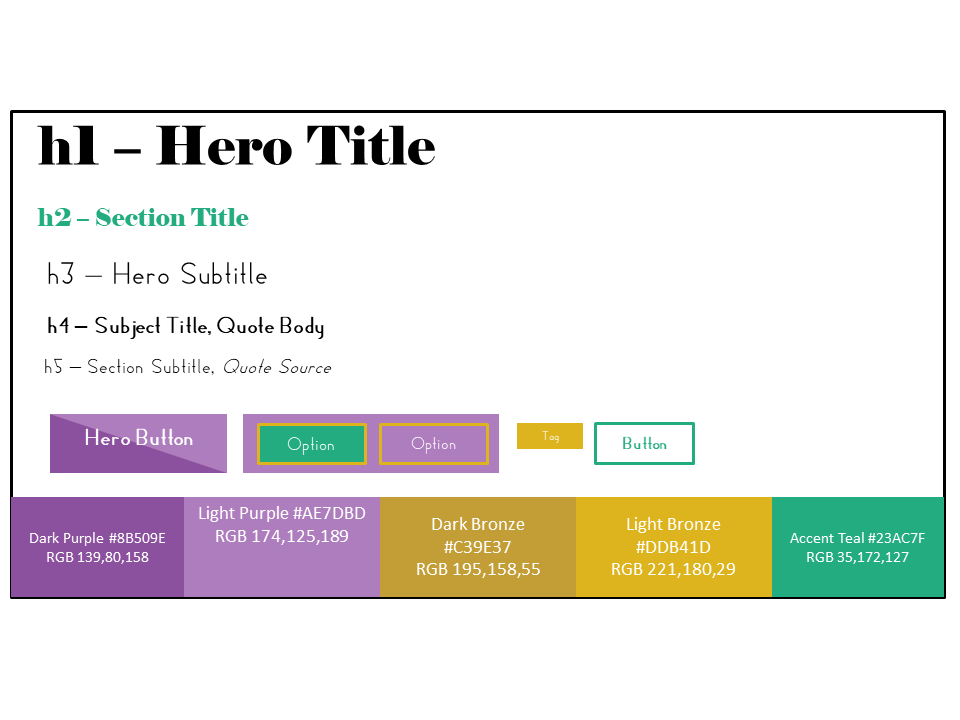 h1 – Hero Title
h2 – Section Title
h3 – Hero Subtitle
h4 – Subject Title, Quote Body
h5 – Section Subtitle, Quote Source
Hero Button
Option
Option
Tag
Button
Dark Purple #8B509E
RGB 139,80,158
Light Purple #AE7DBD
RGB 174,125,189
Dark Bronze
#C39E37
RGB 195,158,55
Light Bronze
#DDB41D
RGB 221,180,29
Accent Teal #23AC7F
RGB 35,172,127